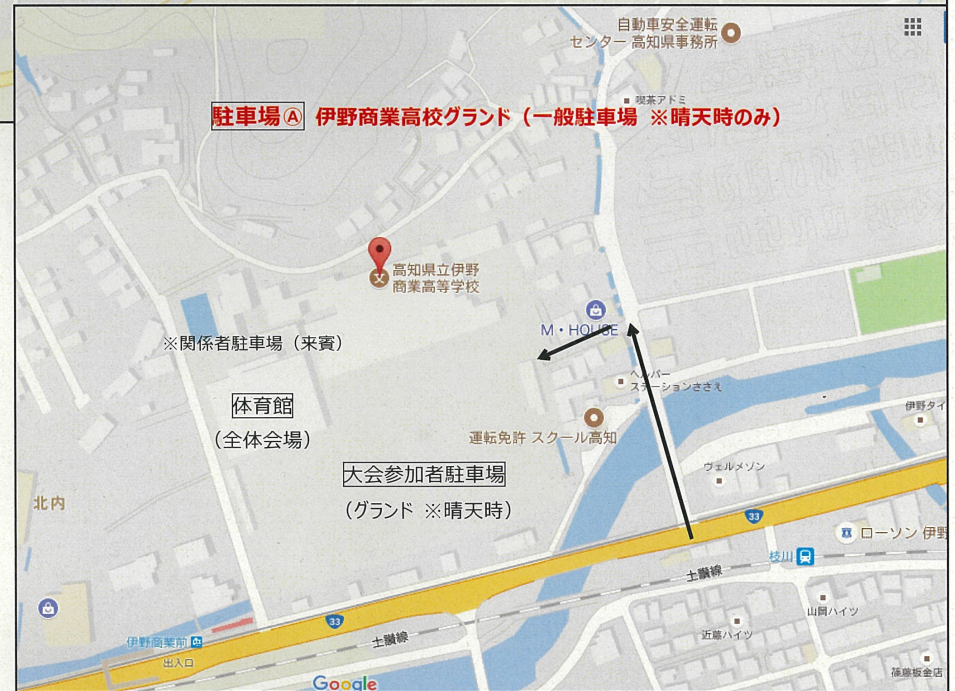 自動車安全運転
センター 高知県事務所
喫茶アドミ
駐車場Ⓐ 伊野商業高校グランド（一般駐車場 ※晴天時のみ）
高知県立伊野
商業高等学校
M・HOUSE
※関係者駐車場（来賓）
ヘルパー
ステーションささえ
体育館
（全体会場）
伊野タイ
運転免許 スクール高知
大会参加者駐車場
（グランド ※晴天時）
ヴェルメゾン
北内
33
ローソン 伊野
枝川
土讃線
山岡ハイツ
33
近藤ハイツ
土讃線
伊野商業前
出入口
篠藤板金店
Google